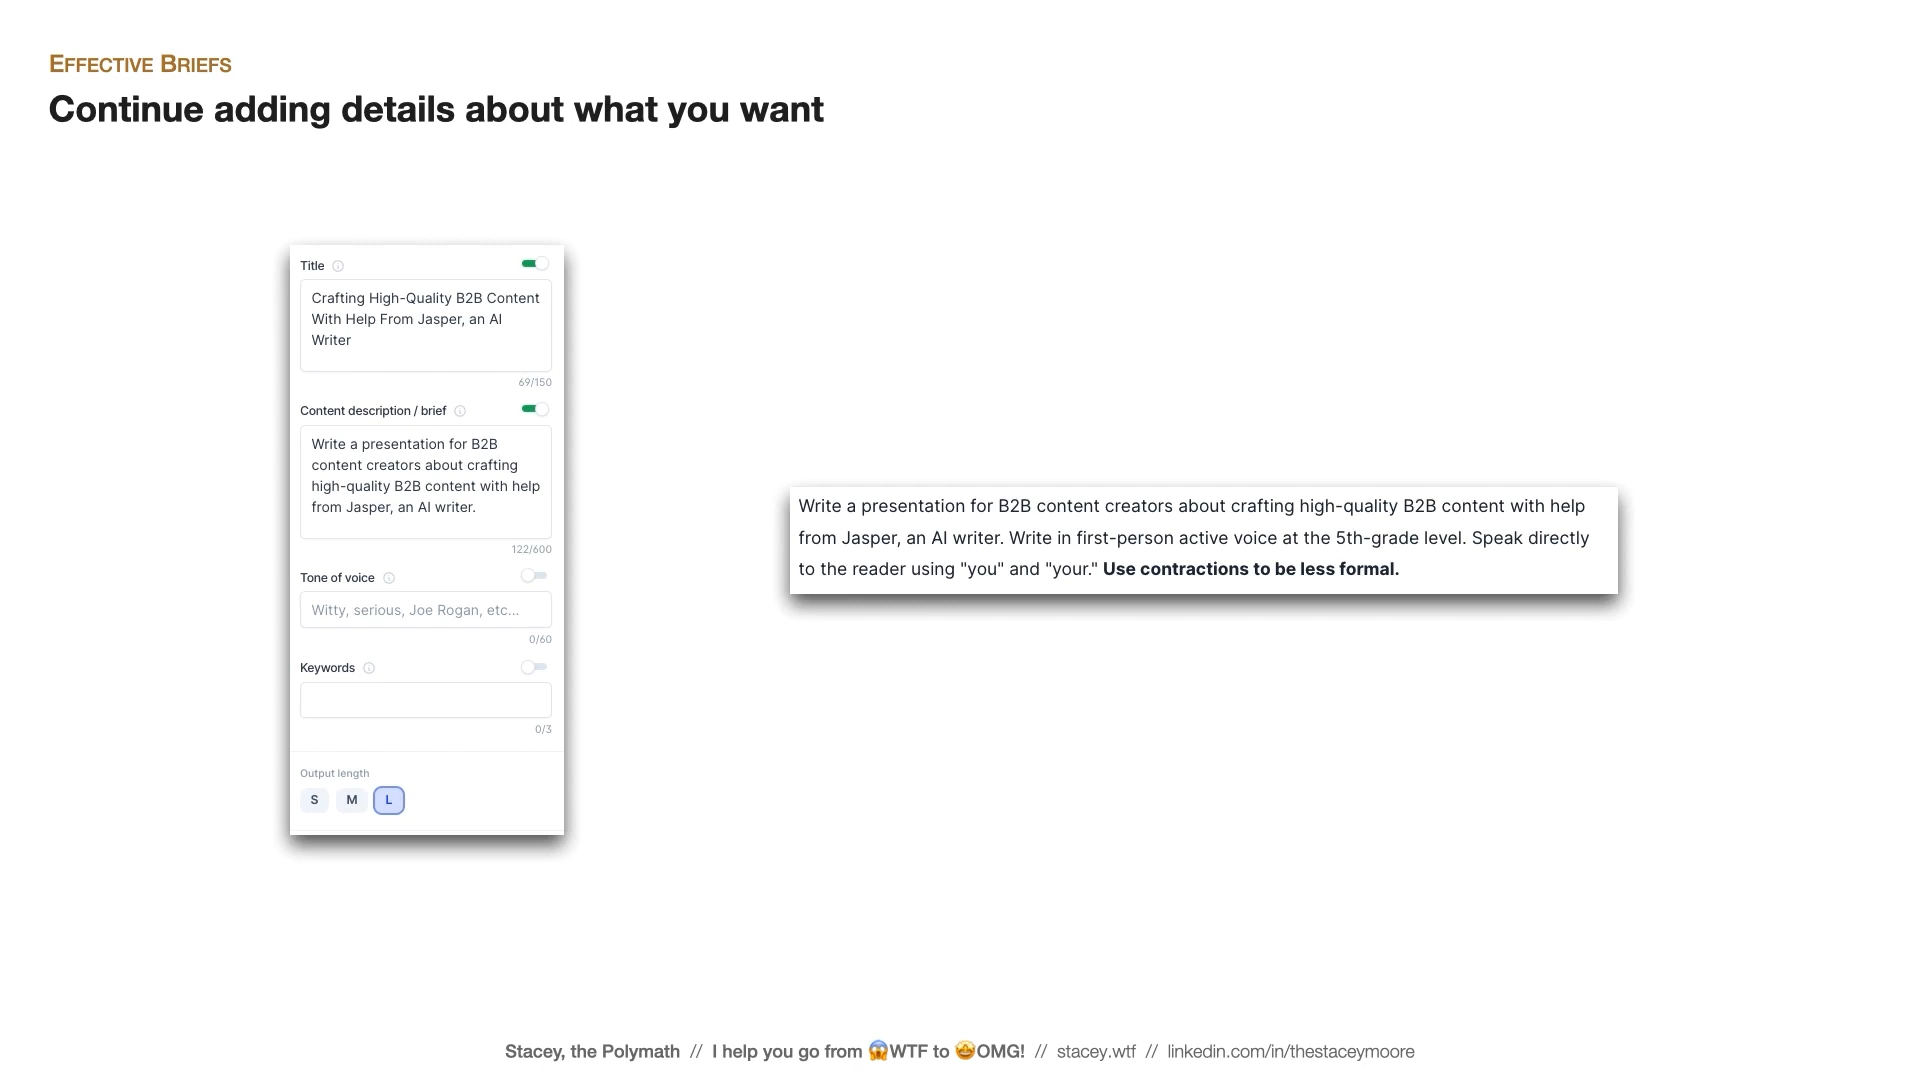 Effective Briefs
Continue adding details about what you want
Title
Crafting High-Quality B2B Content
With Help From Jasper, an AI
Writer
69/150
Content description / brief
Write a presentation for B2B
content creators about crafting
high-quality B2B content with help
from Jasper, an AI writer.
122/600
Tone of voice
Witty, serious, Joe Rogan, etc...
0/60
Keywords
0/3
Output length
S M L
Write a presentation for B2B content creators about crafting high-quality B2B content with help
from Jasper, an AI writer. Write in first-person active voice at the 5th-grade level. Speak directly
to the reader using "you" and "your." Use contractions to be less formal.
Stacey, the Polymath // I help you go from 😱WTF to 🤩OMG! // stacey.wtf // linkedin.com/in/thestaceymoore